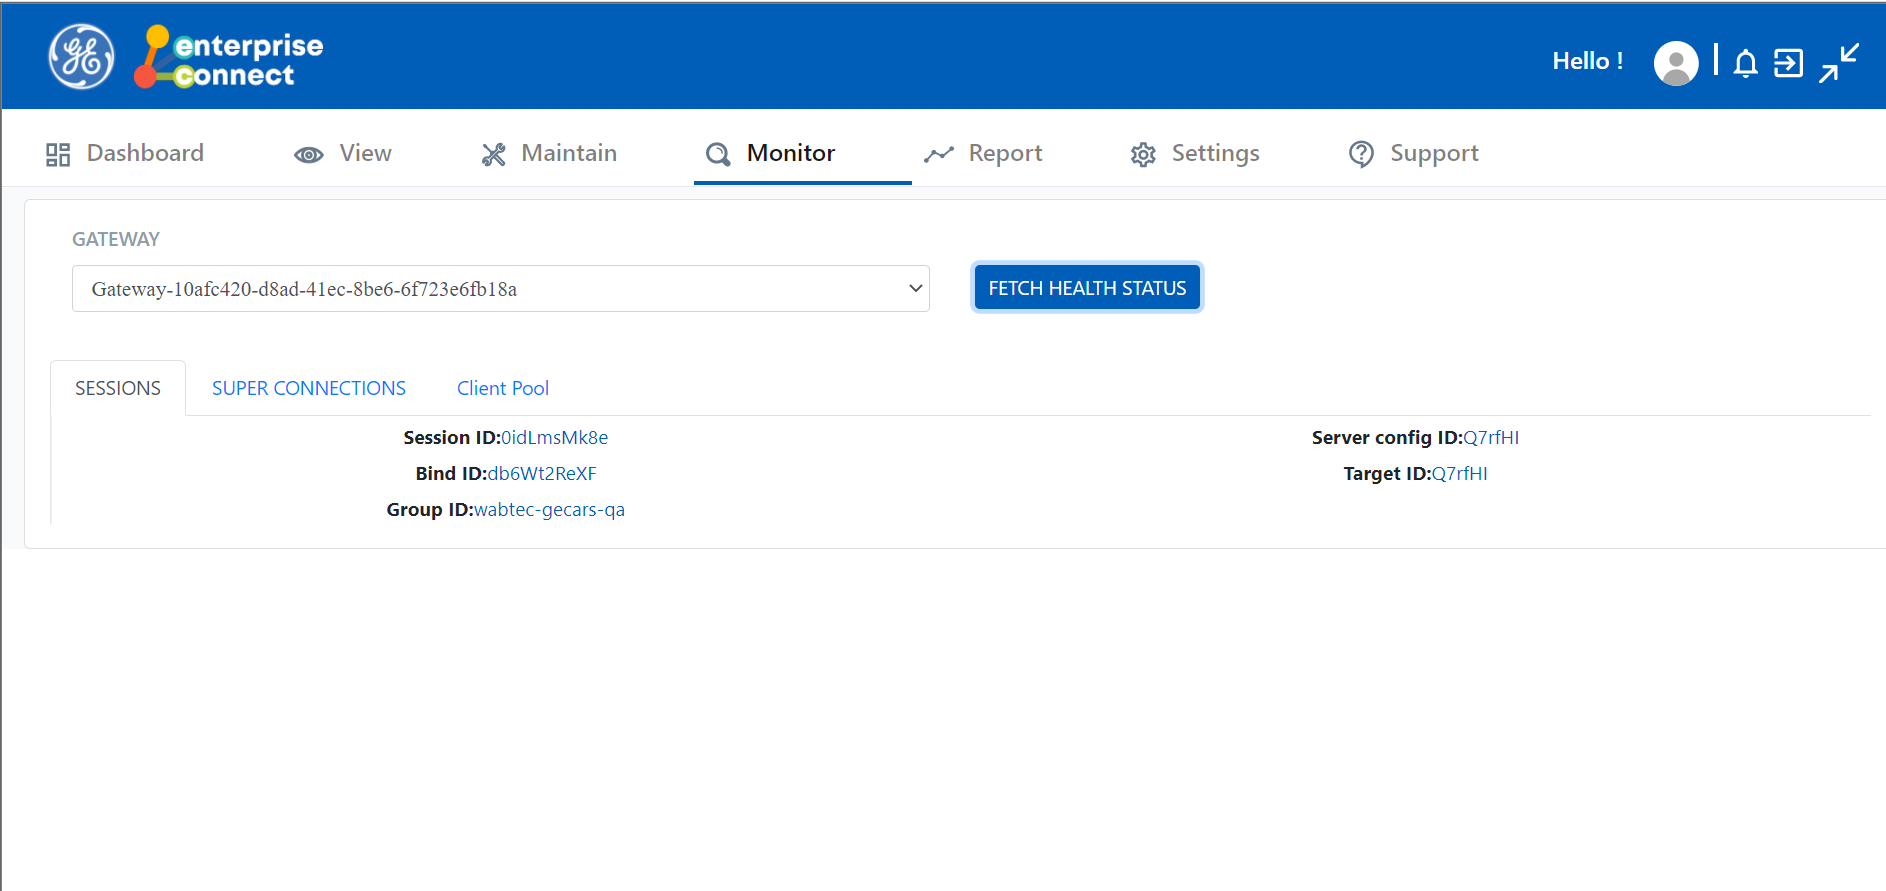 GE enterprise connect
Hello !
Dashboard View Maintain Monitor Report Settings Support
GATEWAY
Gateway-10afc420-d8ad-41ec-8be6-6f723e6fb18a FETCH HEALTH STATUS
SESSIONS SUPER CONNECTIONS Client Pool
Session ID:0idLmsMk8e Server config ID:Q7rfHI
Bind ID:db6Wt2ReXF Target ID:Q7rfHI
Group ID:wabtec-gecars-qa